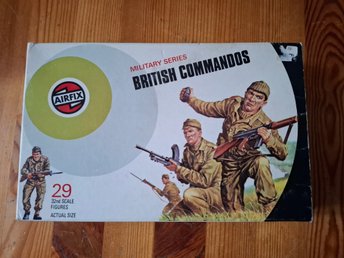 MILITARY SERIES
BRITISH COMMANDOS
AIRFIX
29
32nd SCALE
FIGURES
ACTUAL SIZE